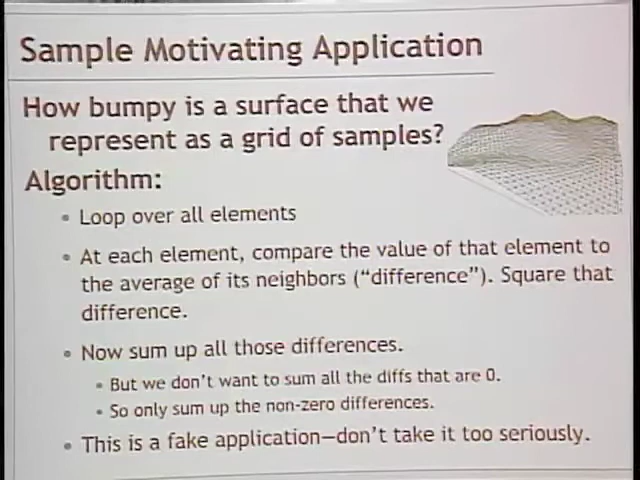 Sample Motivating Application
How bumpy is a surface that we
represent as a grid of samples?
Algorithm:
• Loop over all elements
• At each element, compare the value of that element to
the average of its neighbors (“difference”). Square that
difference.
• Now sum up all those differences.
• But we don’t want to sum all the diffs that are 0.
• So only sum up the non-zero differences.
• This is a fake application—don’t take it too seriously.